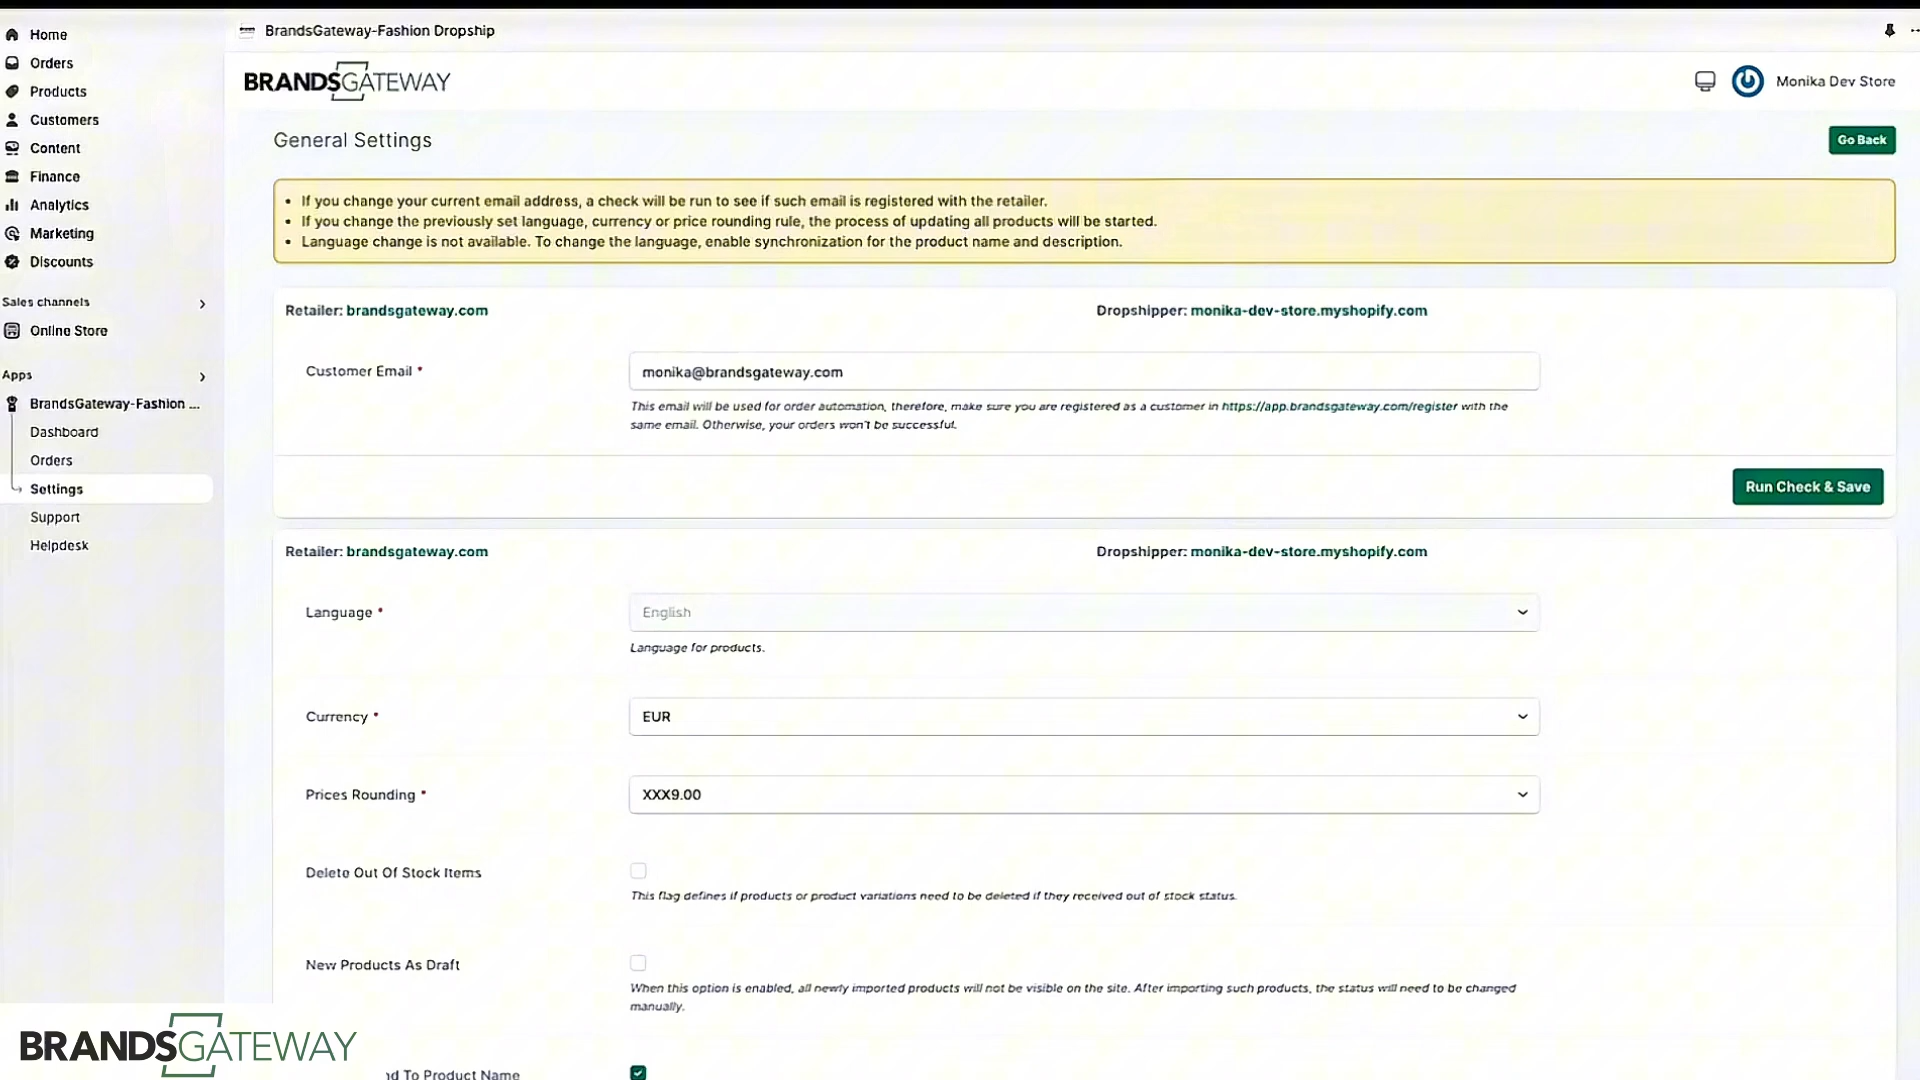 Home
Orders
Products
Customers
Content
Finance
Analytics
Marketing
Discounts
Sales channels
Online Store
Apps
BrandsGateway-Fashion ...
Dashboard
Orders
Settings
Support
Helpdesk
BrandsGateway-Fashion Dropship
BRANDSGATEWAY
Monika Dev Store
General Settings
Go Back
• If you change your current email address, a check will be run to see if such email is registered with the retailer.
• If you change the previously set language, currency or price rounding rule, the process of updating all products will be started.
• Language change is not available. To change the language, enable synchronization for the product name and description.
Retailer: brandsgateway.com
Dropshipper: monika-dev-store.myshopify.com
Customer Email *
monika@brandsgateway.com
This email will be used for order automation, therefore, make sure you are registered as a customer in https://app.brandsgateway.com/register with the
same email. Otherwise, your orders won't be successful.
Run Check & Save
Retailer: brandsgateway.com
Dropshipper: monika-dev-store.myshopify.com
Language *
English
Language for products.
Currency *
EUR
Prices Rounding *
XXX9.00
Delete Out Of Stock Items
This flag defines if products or product variations need to be deleted if they received out of stock status.
New Products As Draft
When this option is enabled, all newly imported products will not be visible on the site. After importing such products, the status will need to be changed
manually.
To Product Name
BRANDSGATEWAY